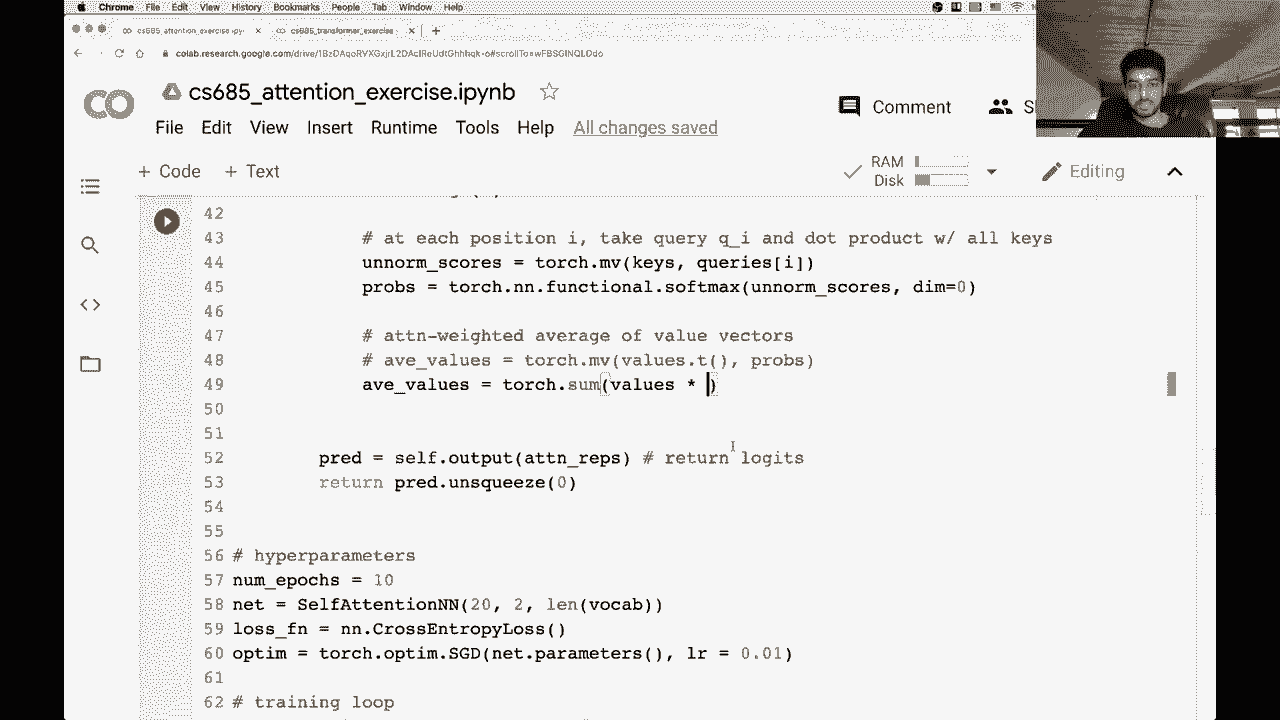 Chrome File Edit View History Bookmarks People Tab Window Help
cs685_attention_exercise.ipy
cs685_transformer_exercise
colab.research.google.com/drive/
cs685_attention_exercise.ipynb
Comment
File Edit View Insert Runtime Tools Help All changes saved
+ Code + Text
RAM
Disk
Editing
42
43 # at each position i, take query q_i and dot product w/ all keys
44 unnorm_scores = torch.mv(keys, queries[i])
45 probs = torch.nn.functional.softmax(unnorm_scores, dim=0)
46
47 # attn-weighted average of value vectors
48 # ave_values = torch.mv(values.t(), probs)
49 ave_values = torch.sum(values * )
50
51
52 pred = self.output(attn_reps) # return logits
53 return pred.unsqueeze(0)
54
55
56 # hyperparameters
57 num_epochs = 10
58 net = SelfAttentionNN(20, 2, len(vocab))
59 loss_fn = nn.CrossEntropyLoss()
60 optim = torch.optim.SGD(net.parameters(), lr = 0.01)
61
62 # training loop